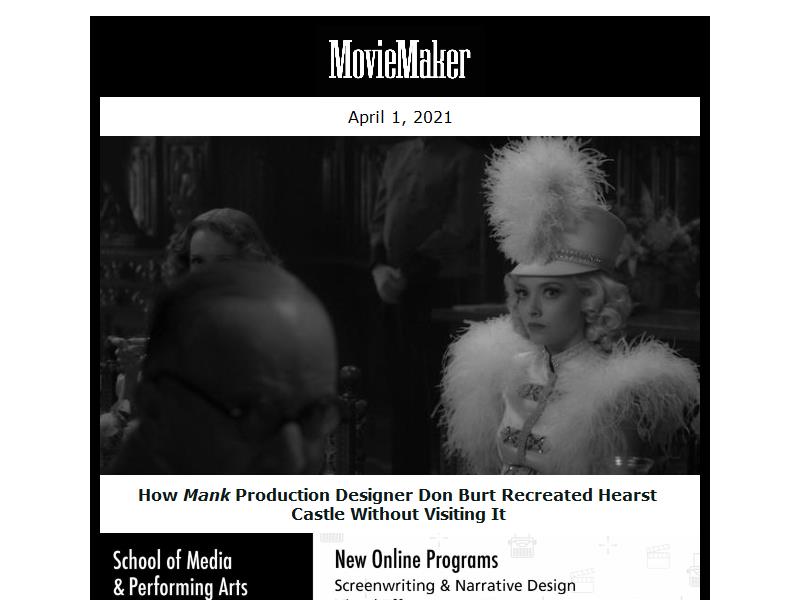 MovieMaker
April 1, 2021
How Mank Production Designer Don Burt Recreated Hearst
Castle Without Visiting It
School of Media
& Performing Arts
New Online Programs
Screenwriting & Narrative Design